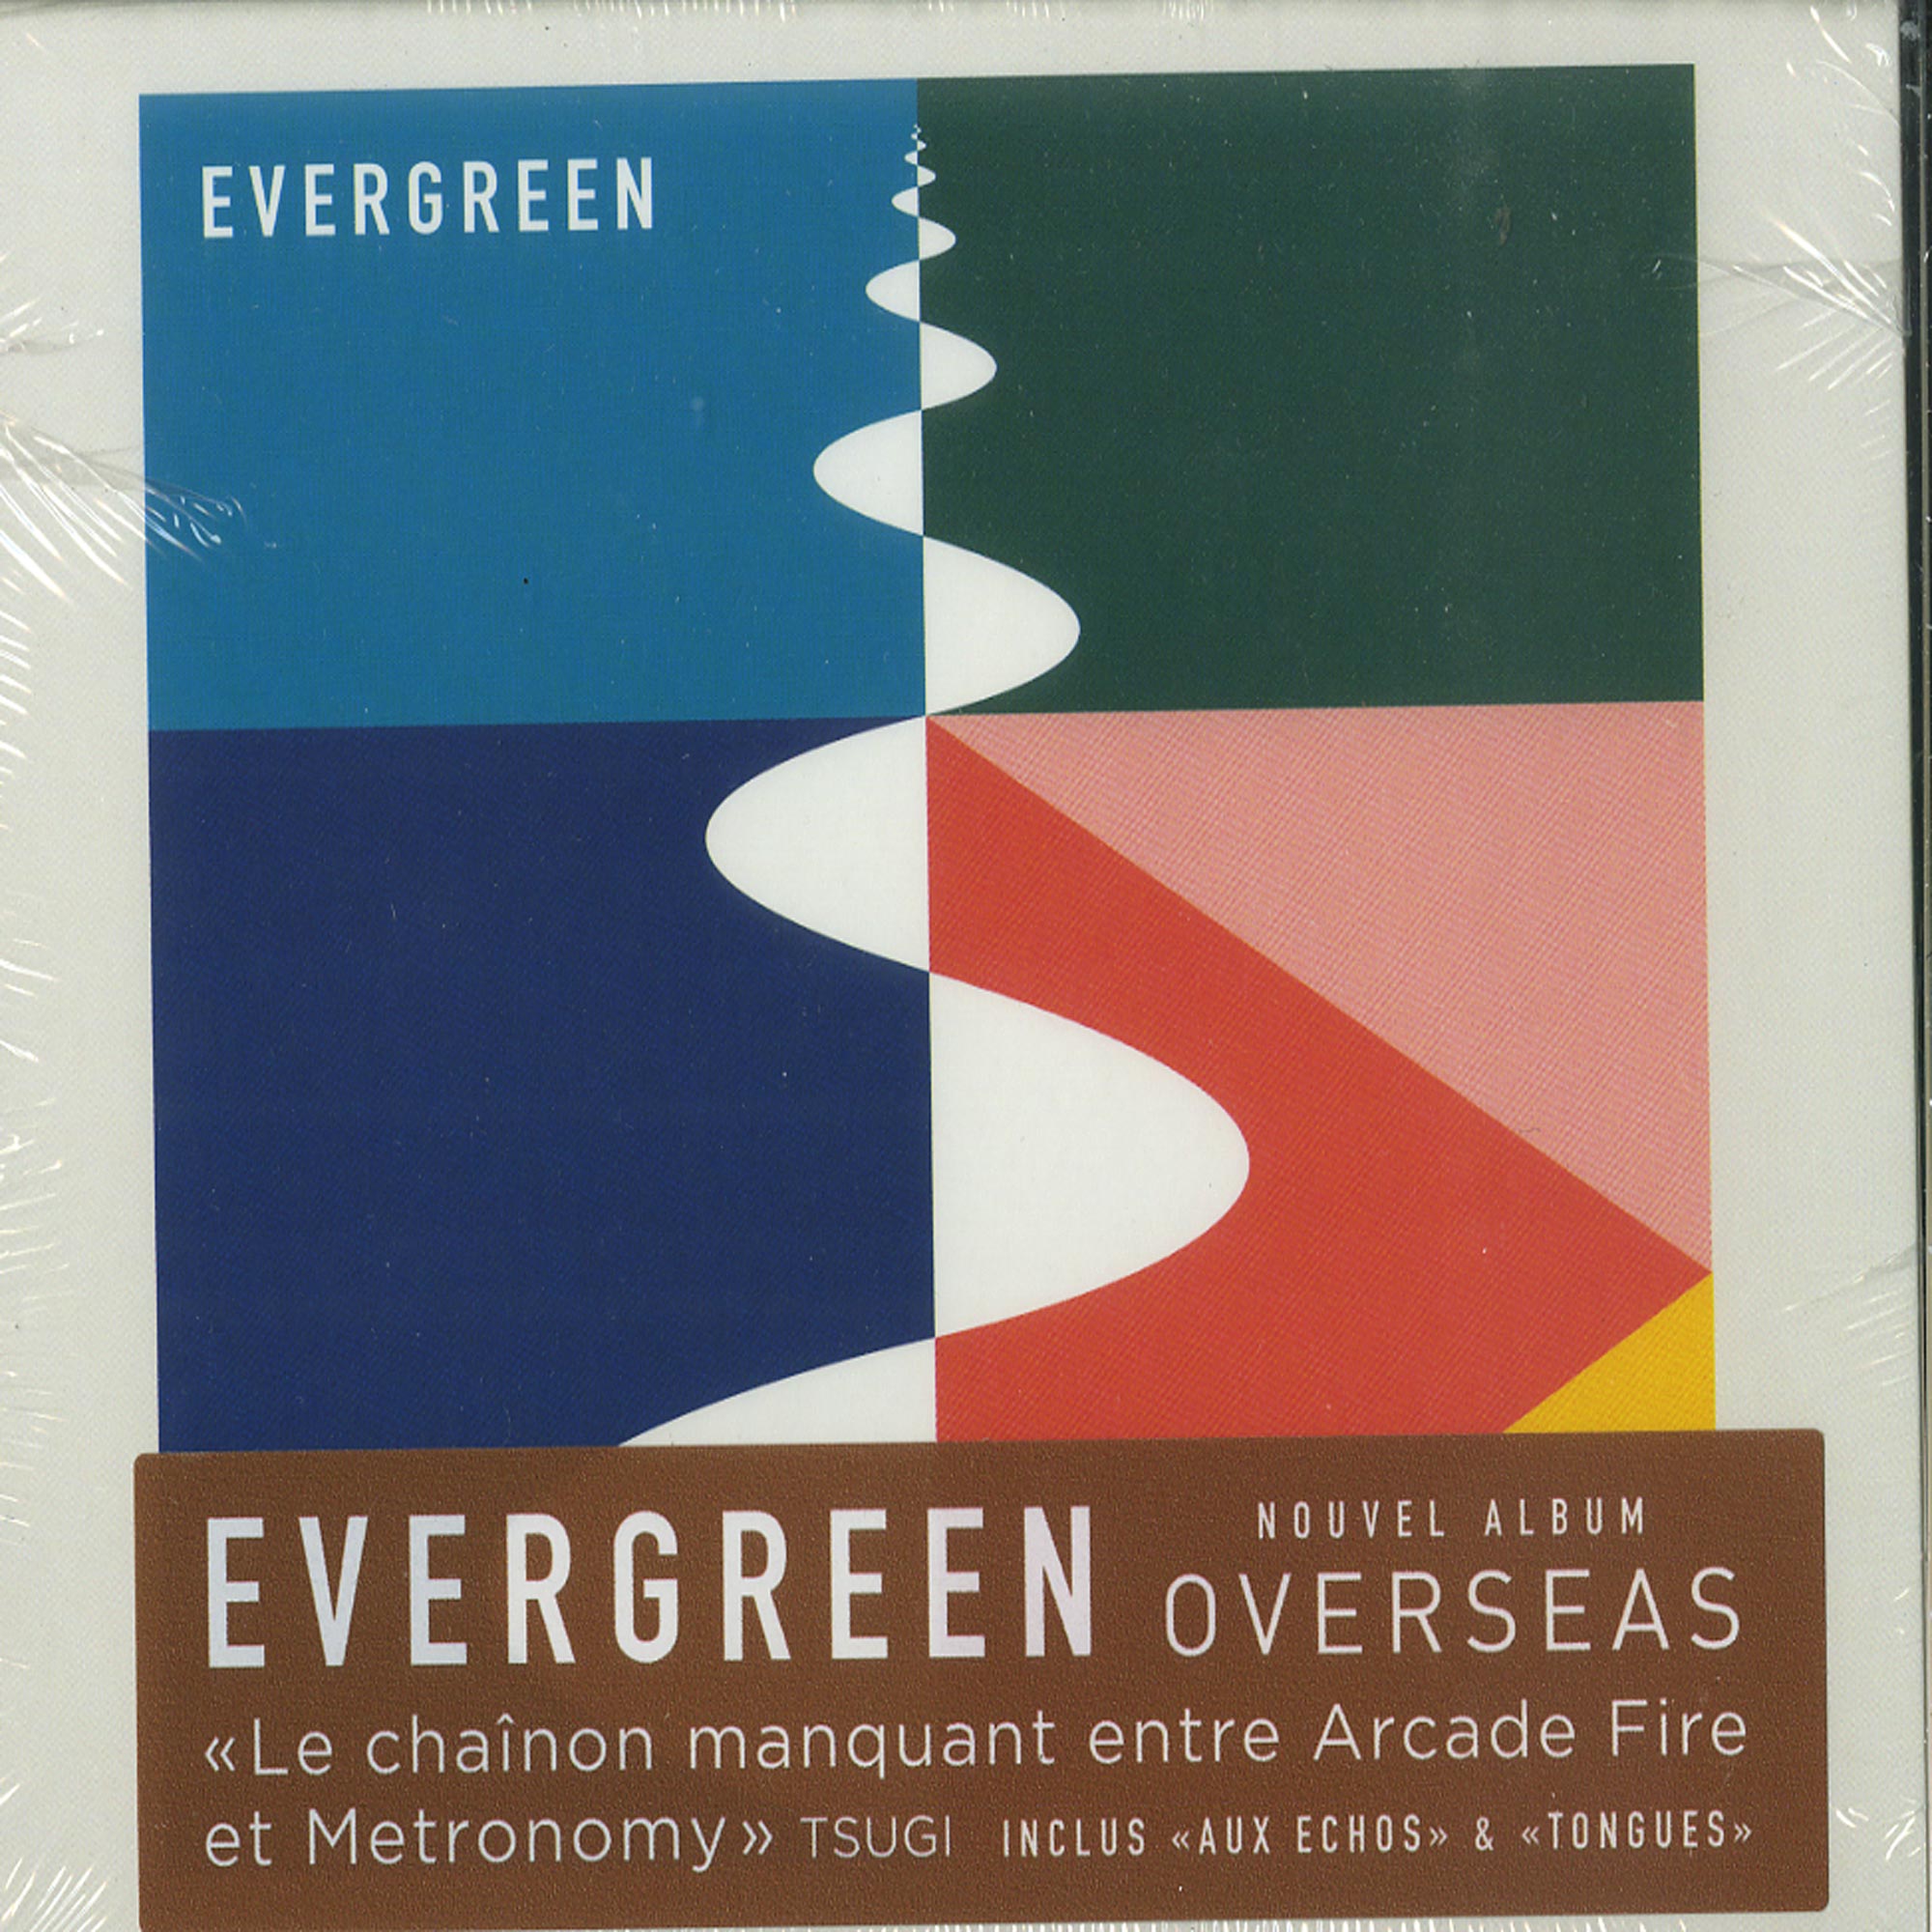 EVERGREEN
EVERGREEN
NOUVEL ALBUM
OVERSEAS
«Le chaînon manquant entre Arcade Fire
et Metronomy» TSUGI INCLUS «AUX ECHOS» & «TONGUES»